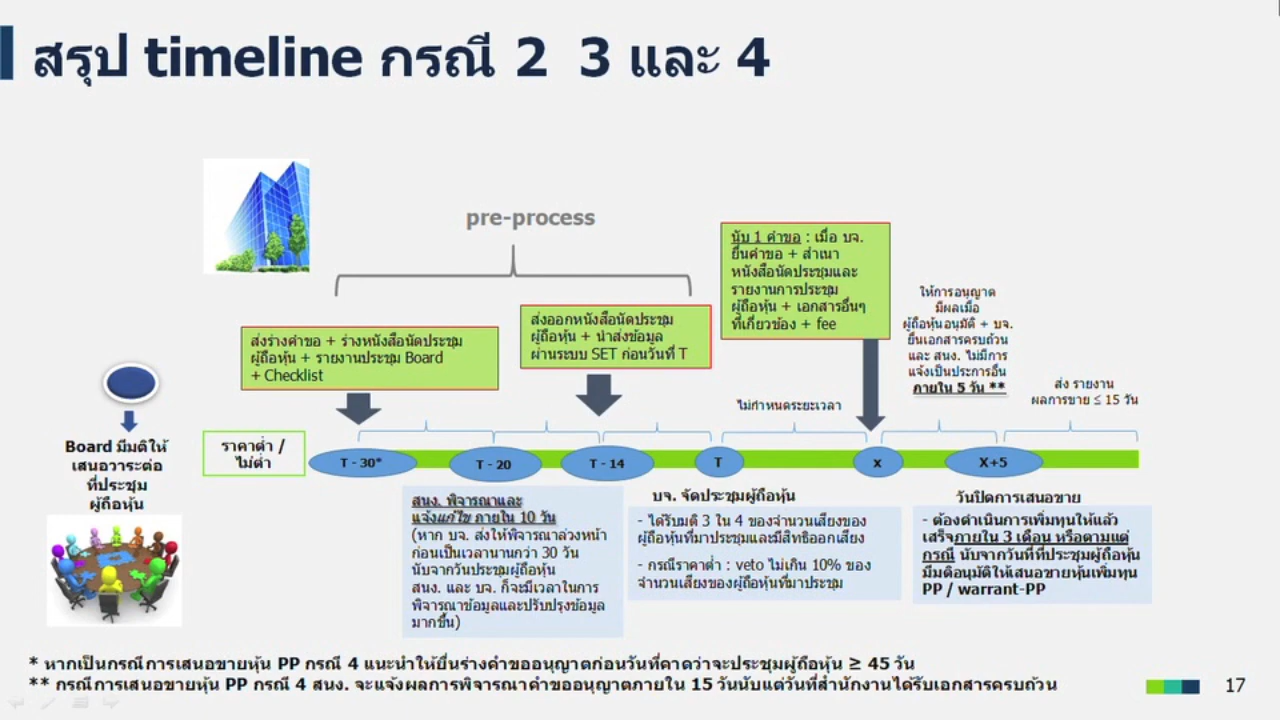 สรุป timeline กรณี 2 3 และ 4
pre-process
นับ 1 คำขอ : เมื่อ บจ.
ยื่นคำขอ + สำเนา
หนังสือนัดประชุมและ
รายงานการประชุม
ผู้ถือหุ้น + เอกสารอื่นๆ
ที่เกี่ยวข้อง + fee
ให้การอนุญาต
มีผลเมื่อ
ผู้ถือหุ้นอนุมัติ + บจ.
ยื่นเอกสารครบถ้วน
และ สนง. ไม่มีการ
แจ้งเป็นประการอื่น
ภายใน 5 วัน **
ส่งออกหนังสือนัดประชุม
ผู้ถือหุ้น + นำส่งข้อมูล
ผ่านระบบ SET ก่อนวันที่ T
ส่งร่างคำขอ + ร่างหนังสือนัดประชุม
ผู้ถือหุ้น + รายงานประชุม Board
+ Checklist
ส่ง รายงาน
ผลการขาย ≤ 15 วัน
ไม่กำหนดระยะเวลา
Board มีมติให้
เสนอวาระต่อ
ที่ประชุม
ผู้ถือหุ้น
ราคาต่ำ /
ไม่ต่ำ
T - 30*
T - 20
T - 14
T
X
X+5
สนง. พิจารณาและ
แจ้งแก้ไข ภายใน 10 วัน
(หาก บจ. ส่งให้พิจารณาล่วงหน้า
ก่อนเป็นเวลานานกว่า 30 วัน
นับจากวันประชุมผู้ถือหุ้น
สนง. และ บจ. ก็จะมีเวลาในการ
พิจารณาข้อมูลและปรับปรุงข้อมูล
มากขึ้น)
บจ. จัดประชุมผู้ถือหุ้น
- ได้รับมติ 3 ใน 4 ของจำนวนเสียงของ
ผู้ถือหุ้นที่มาประชุมและมีสิทธิออกเสียง
- กรณีราคาต่ำ : veto ไม่เกิน 10% ของ
จำนวนเสียงของผู้ถือหุ้นที่มาประชุม
วันปิดการเสนอขาย
- ต้องดำเนินการเพิ่มทุนให้แล้ว
เสร็จภายใน 3 เดือน หรือตามแต่
กรณี นับจากวันที่ที่ประชุมผู้ถือหุ้น
มีมติอนุมัติให้เสนอขายหุ้นเพิ่มทุน
PP / warrant-PP
* หากเป็นกรณีการเสนอขายหุ้น PP กรณี 4 แนะนำให้ยื่นร่างคำขออนุญาตก่อนวันที่คาดว่าจะประชุมผู้ถือหุ้น ≥ 45 วัน
** กรณีการเสนอขายหุ้น PP กรณี 4 สนง. จะแจ้งผลการพิจารณาคำขออนุญาตภายใน 15 วันนับแต่วันที่สำนักงานได้รับเอกสารครบถ้วน
17